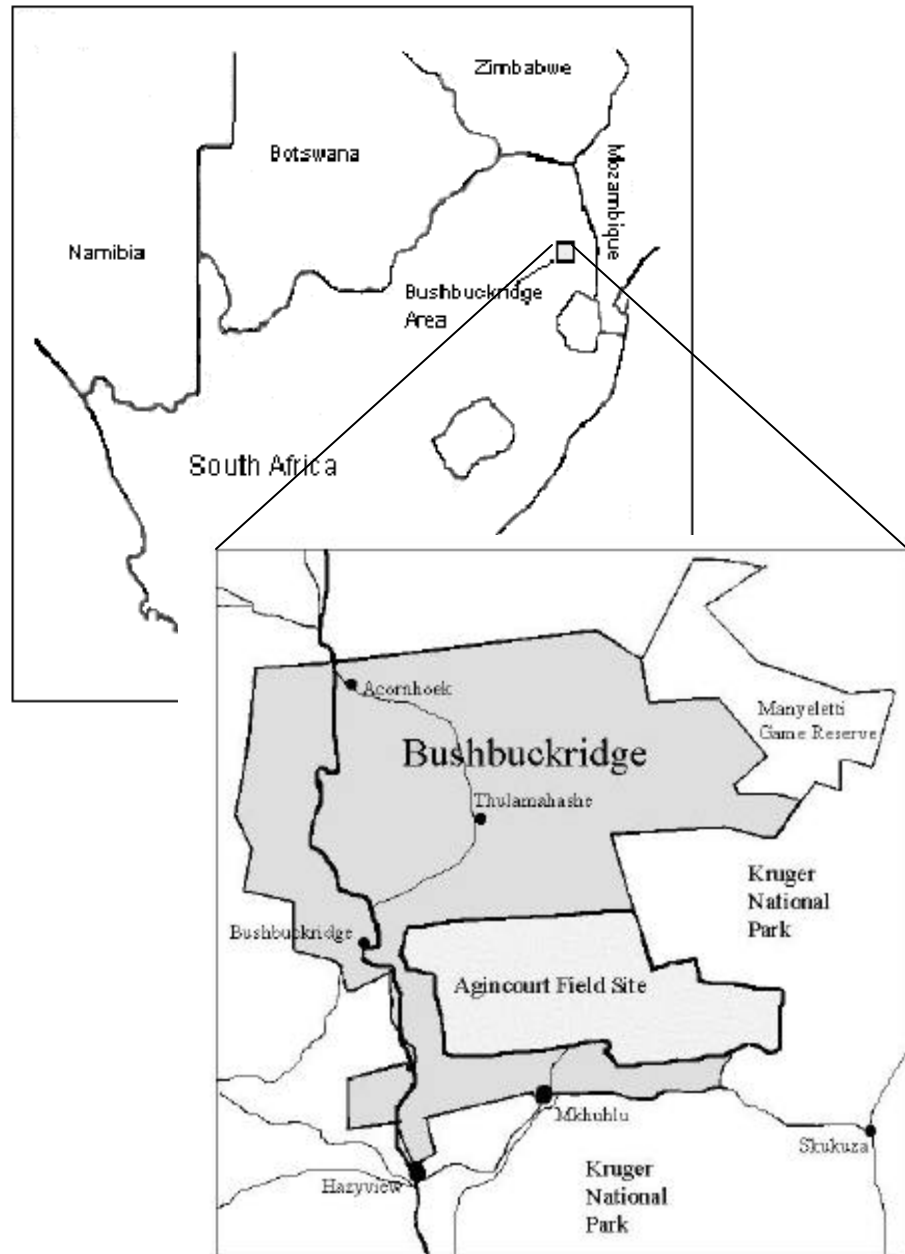 Zimbabwe
Botswana
Mozambique
Namibia
Bushbuckridge
Area
South Africa
Acornhoek
Manyeletti
Game Reserve
Bushbuckridge
Thulamahashe
Kruger
National
Park
Bushbuckridge
Agincourt Field Site
Mkhuhlu
Skukuza
Hazyview
Kruger
National
Park